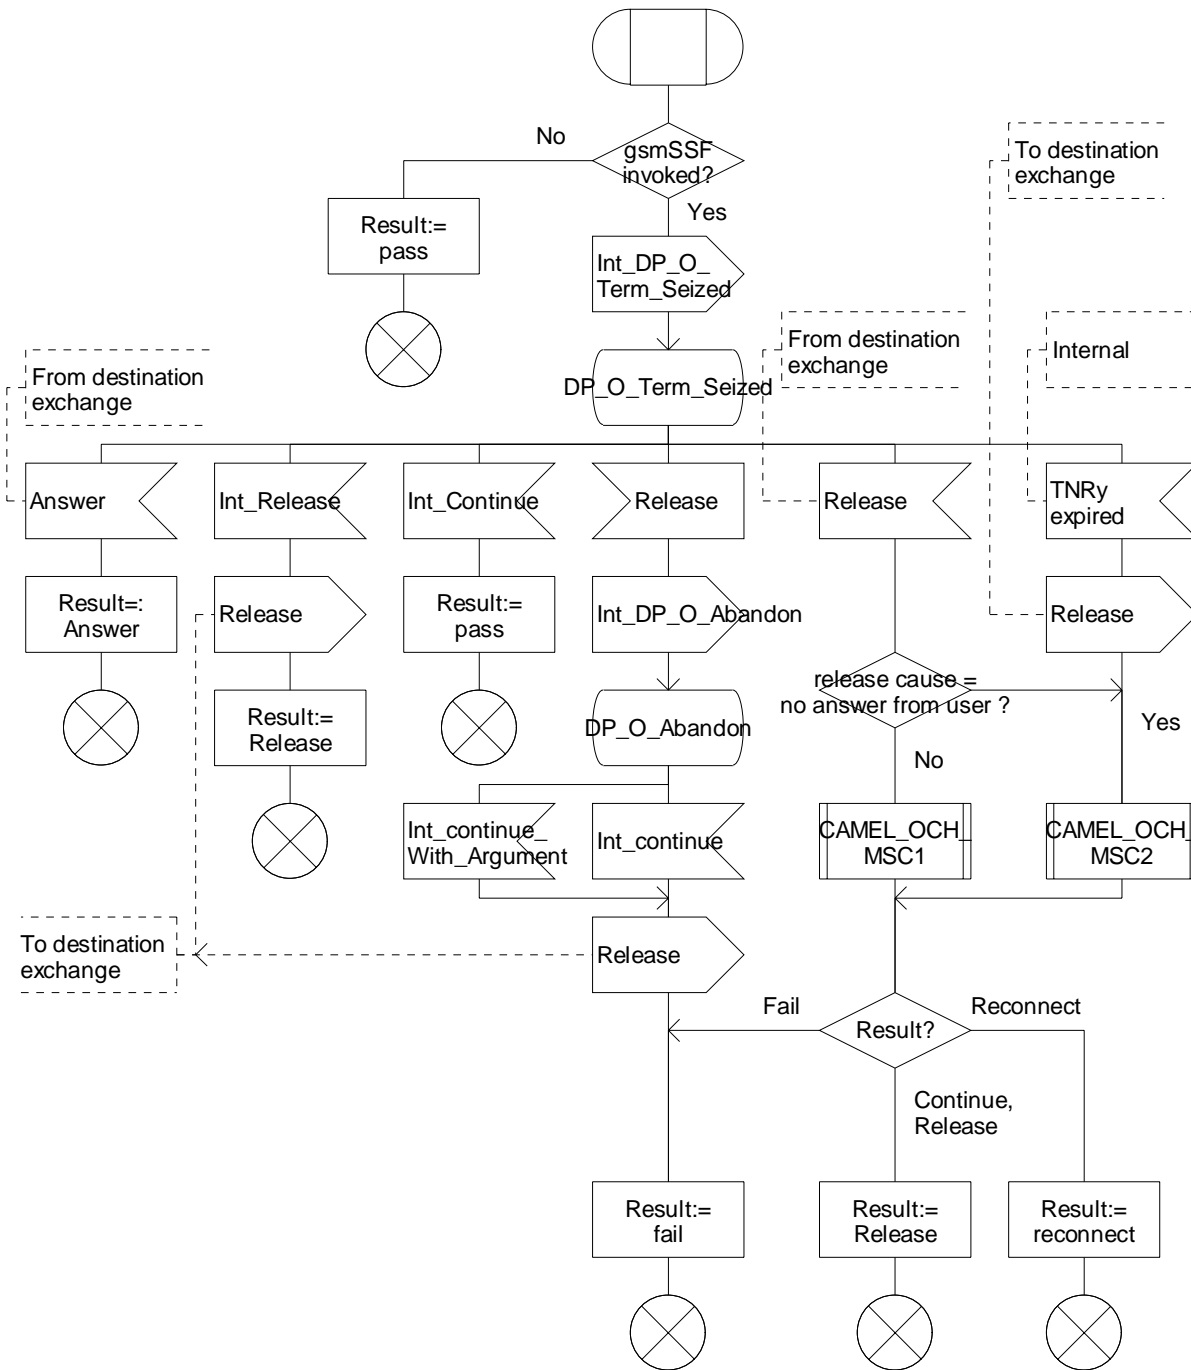 No
gsmSSF
invoked?
To destination
exchange
Yes
Result:=
pass
Int_DP_O_
Term_Seized
From destination
exchange
DP_O_Term_Seized
From destination
exchange
Internal
Answer
Int_Release
Int_Continue
Release
Release
TNRy
expired
Result=:
Answer
Release
Result:=
pass
Int_DP_O_Abandon
Release
release cause =
no answer from user ?
Result:=
Release
DP_O_Abandon
Yes
No
Int_continue_
With_Argument
Int_continue
CAMEL_OCH_
MSC1
CAMEL_OCH_
MSC2
To destination
exchange
Release
Fail
Reconnect
Result?
Continue,
Release
Result:=
fail
Result:=
Release
Result:=
reconnect